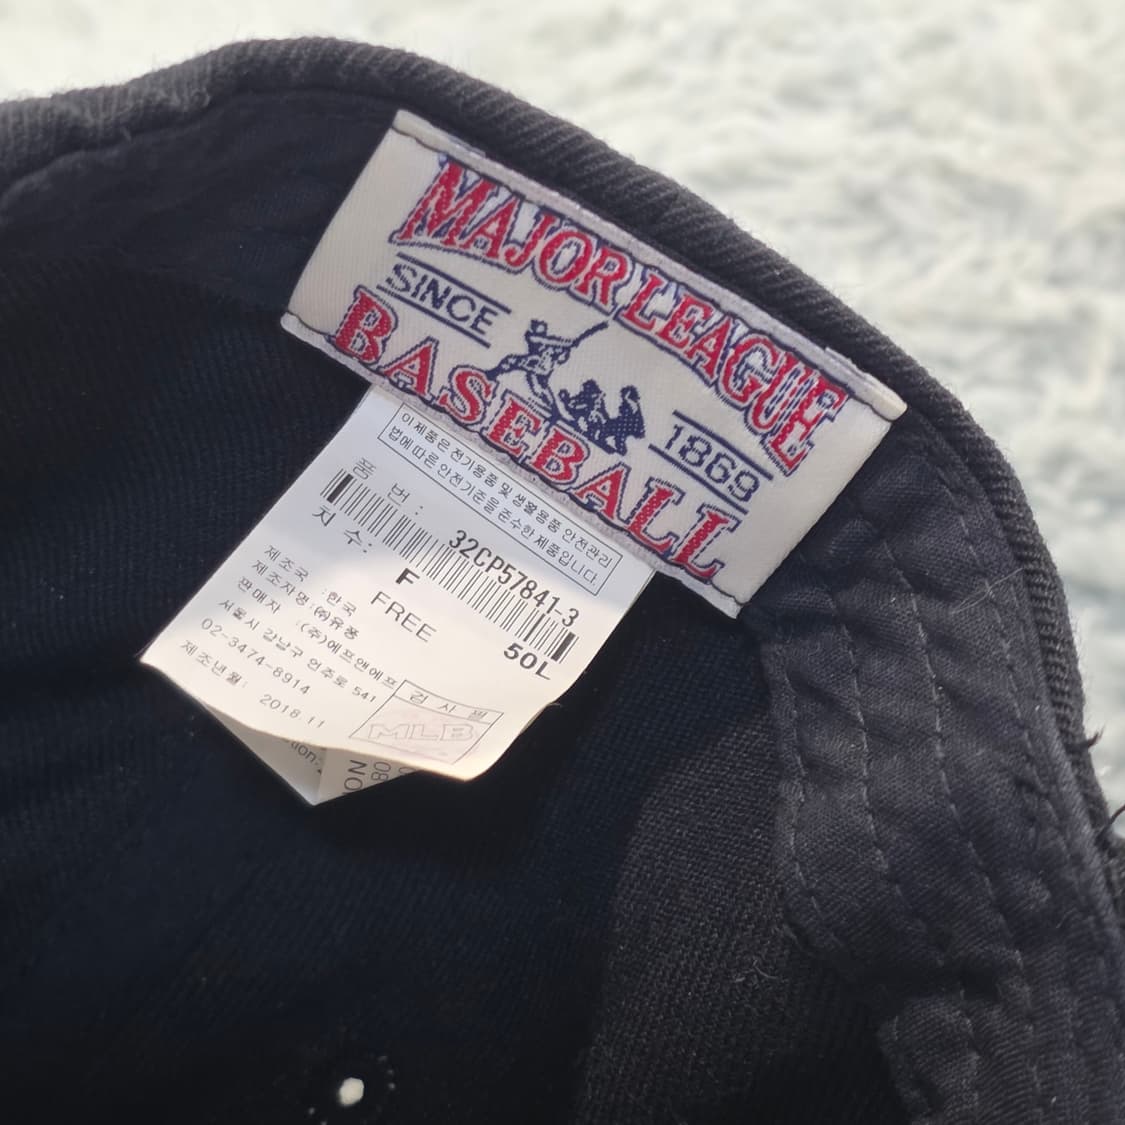 MAJOR LEAGUE
SINCE 1869
BASEBALL
이 제품은 전기용품 및 생활용품 안전관리
법에 따른 안전기준을 준수한 제품입니다.
품 번 : 32CP57841-3
치 수: F FREE 50L
제조국 :한국
제조자명 :㈜유풍
판매자 :(주)에프앤에프
서울시 강남구 언주로 541
02-3474-8914
제조년월: 2018.11
검 사 필
MLB